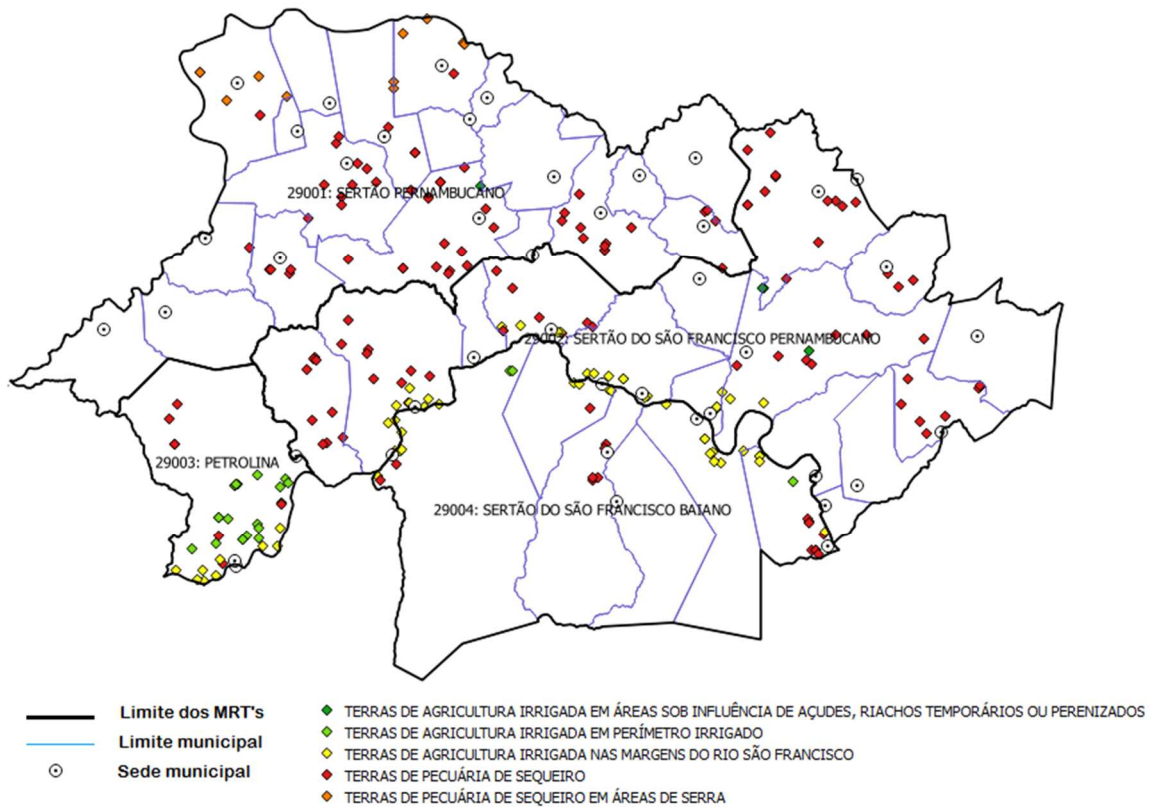 29001: SERTÃO PERNAMBUCANO
29002: SERTÃO DO SÃO FRANCISCO PERNAMBUCANO
29003: PETROLINA
29004: SERTÃO DO SÃO FRANCISCO BAIANO
Limite dos MRT's
Limite municipal
Sede municipal
TERRAS DE AGRICULTURA IRRIGADA EM ÁREAS SOB INFLUÊNCIA DE AÇUDES, RIACHOS TEMPORÁRIOS OU PERENIZADOS
TERRAS DE AGRICULTURA IRRIGADA EM PERÍMETRO IRRIGADO
TERRAS DE AGRICULTURA IRRIGADA NAS MARGENS DO RIO SÃO FRANCISCO
TERRAS DE PECUÁRIA DE SEQUEIRO
TERRAS DE PECUÁRIA DE SEQUEIRO EM ÁREAS DE SERRA